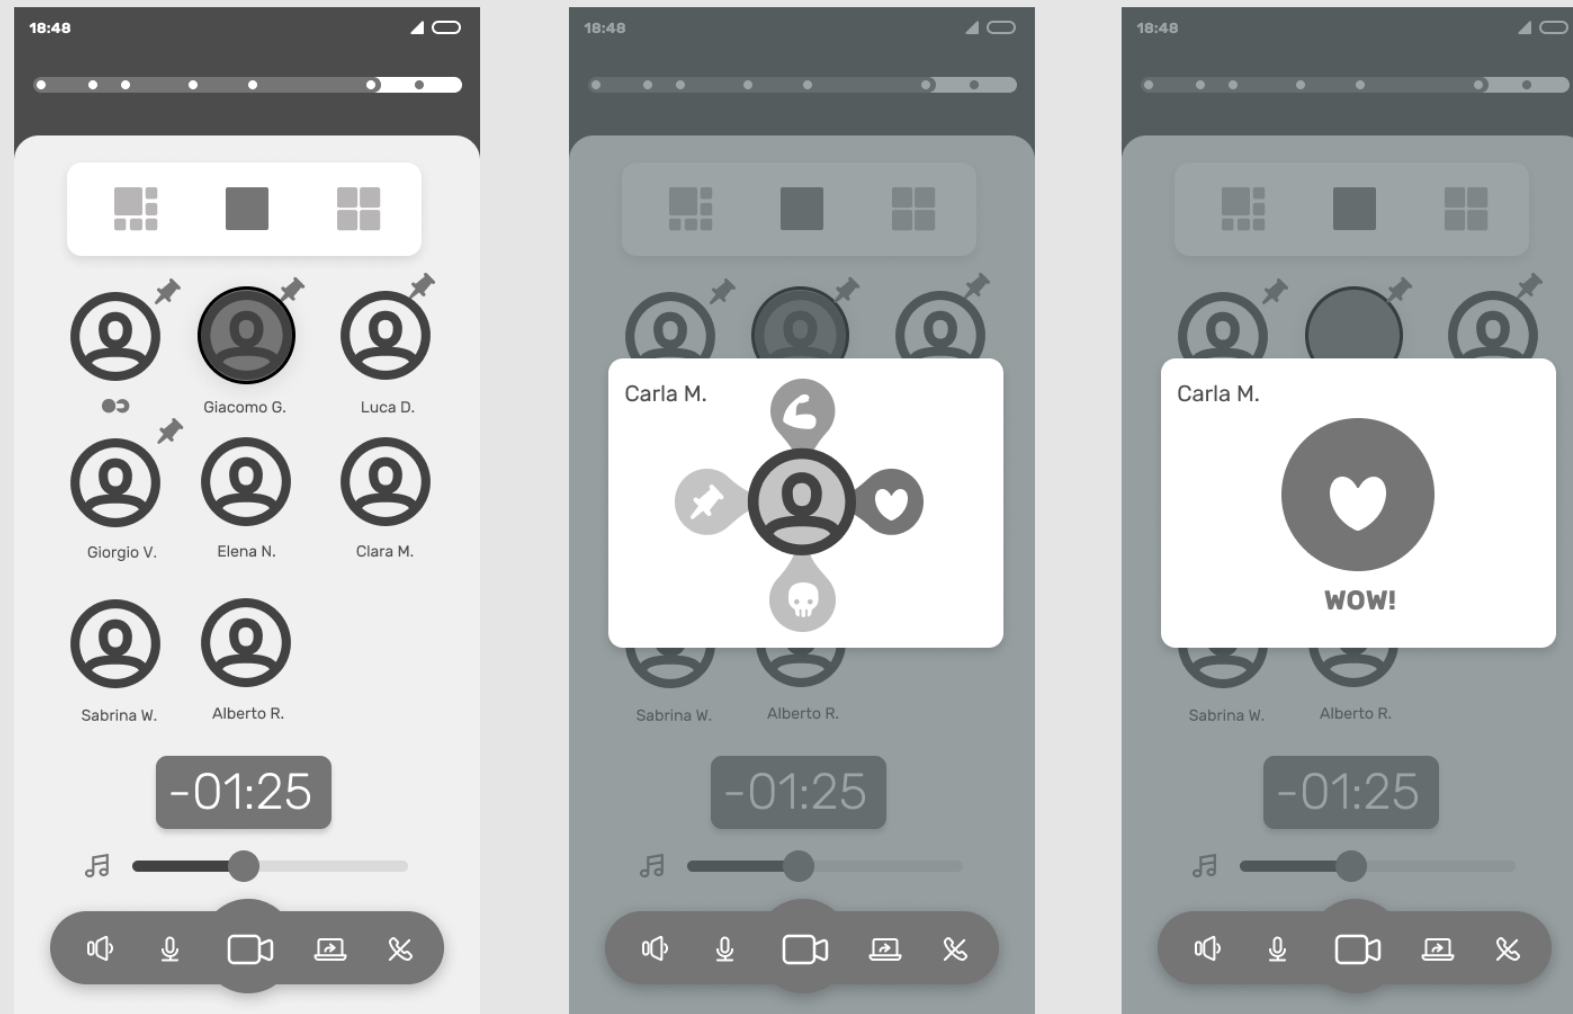 18:48
Giacomo G.
Luca D.
Giorgio V.
Elena N.
Clara M.
Sabrina W.
Alberto R.
-01:25
18:48
Carla M.
Sabrina W.
Alberto R.
-01:25
18:48
Carla M.
WOW!
Sabrina W.
Alberto R.
-01:25